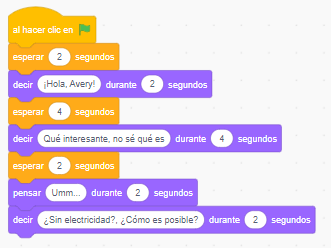 al hacer clic en
esperar 2 segundos
decir ¡Hola, Avery! durante 2 segundos
esperar 4 segundos
decir Qué interesante, no sé qué es durante 4 segundos
esperar 2 segundos
pensar Umm... durante 2 segundos
decir ¿Sin electricidad?, ¿Cómo es posible? durante 2 segundos